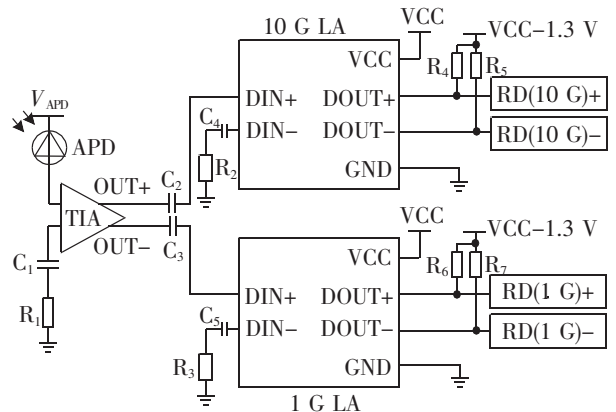 10 G LA
VCC
VCC
VCC−1.3 V
R4
R5
DIN+
DOUT+
RD(10 G)+
C4
DIN−
DOUT−
RD(10 G)−
R2
GND
VAPD
APD
OUT+
C2
TIA
OUT−
C3
C1
R1
VCC
VCC
VCC−1.3 V
R6
R7
DIN+
DOUT+
RD(1 G)+
C5
DIN−
DOUT−
RD(1 G)−
R3
GND
1 G LA